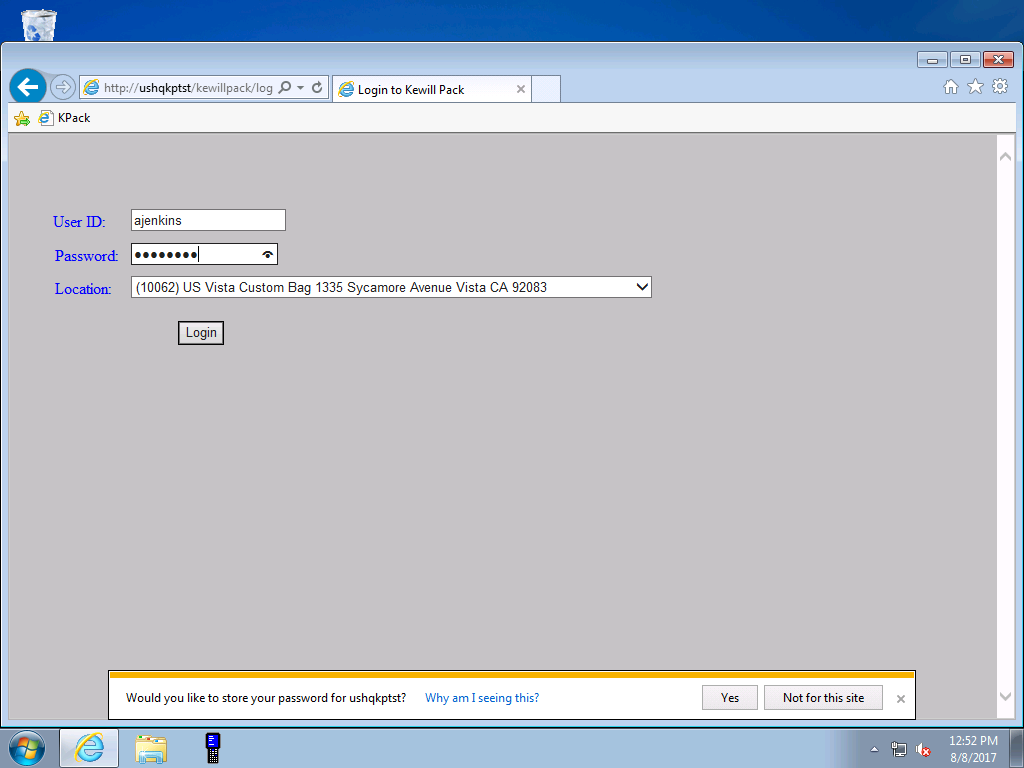 http://ushqkptst/kewillpack/log
Login to Kewill Pack
KPack
User ID:
ajenkins
Password:
●●●●●●●●
Location:
(10062) US Vista Custom Bag 1335 Sycamore Avenue Vista CA 92083
Login
Would you like to store your password for ushqkptst?
Why am I seeing this?
Yes
Not for this site
12:52 PM
8/8/2017